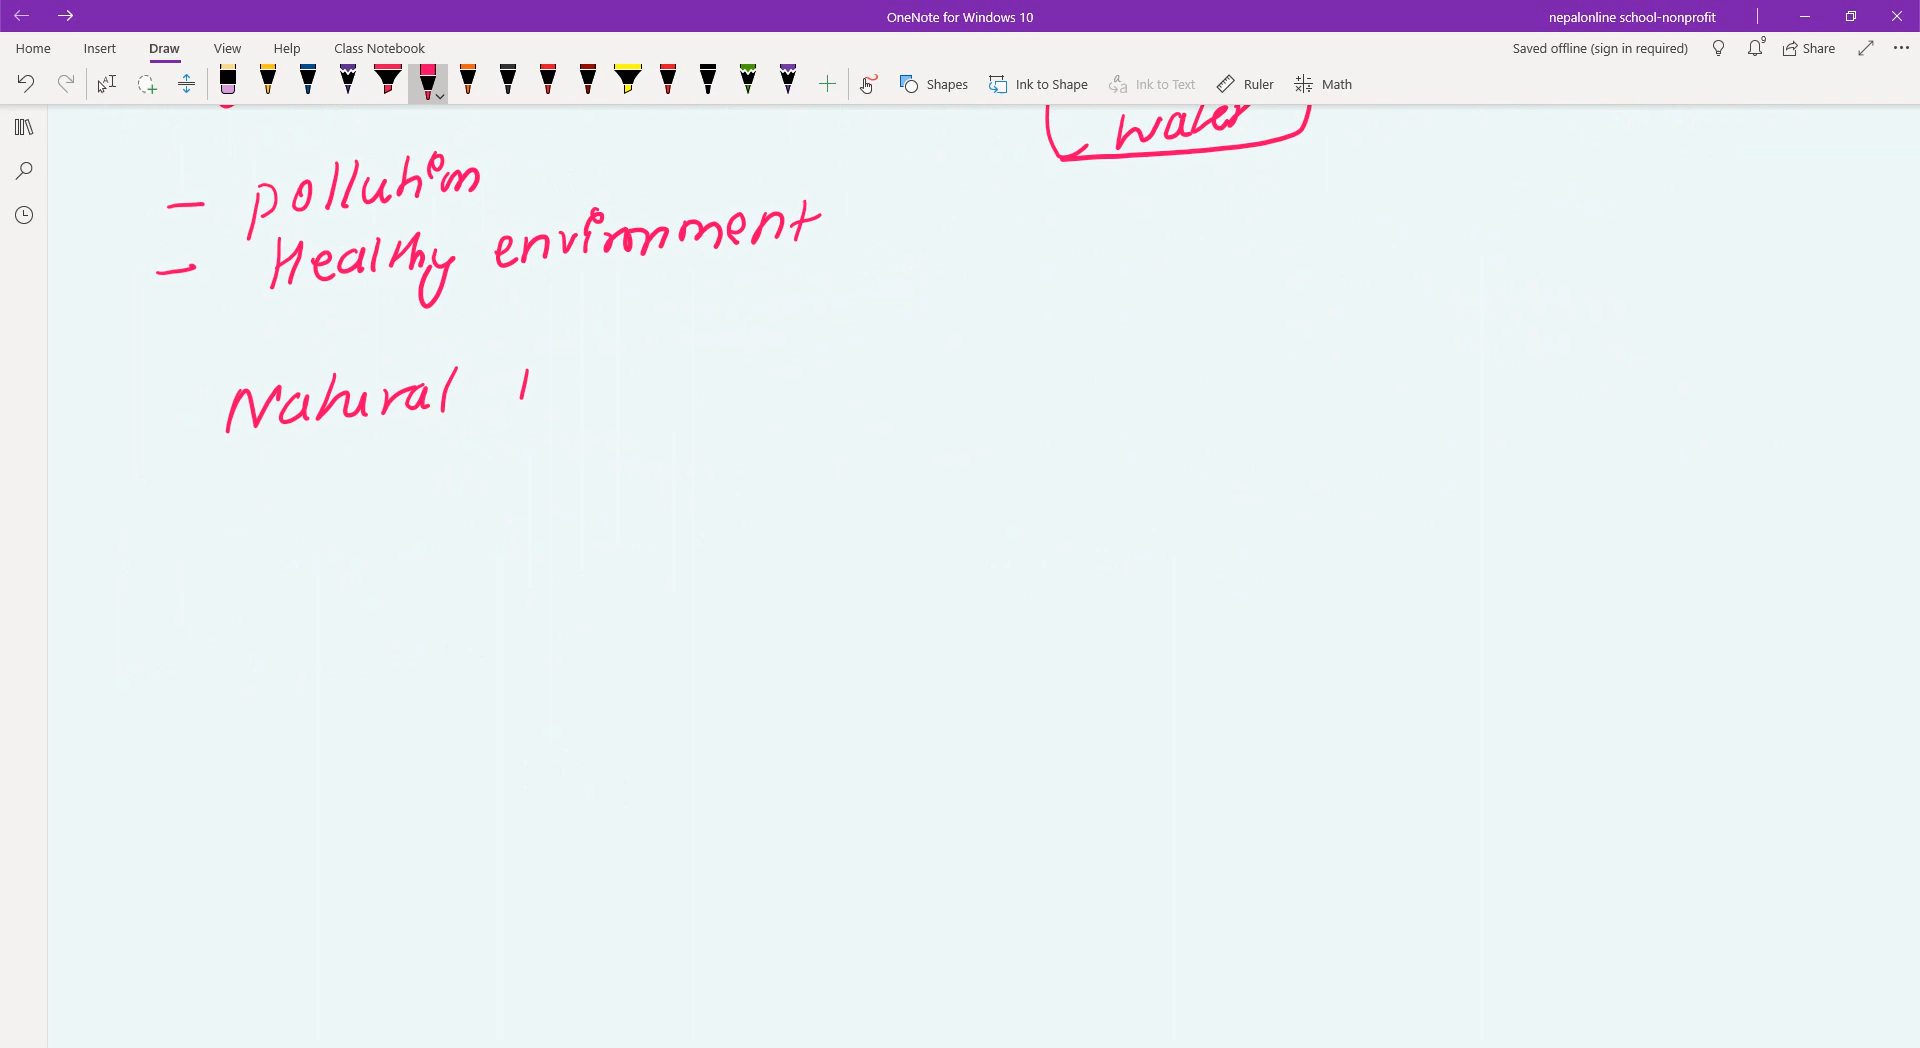 OneNote for Windows 10
nepalonline school-nonprofit
Home Insert Draw View Help Class Notebook
Saved offline (sign in required)
9
Share
Shapes
Ink to Shape
Ink to Text
Ruler
Math
water
- Pollution
- Healthy environment
Natural